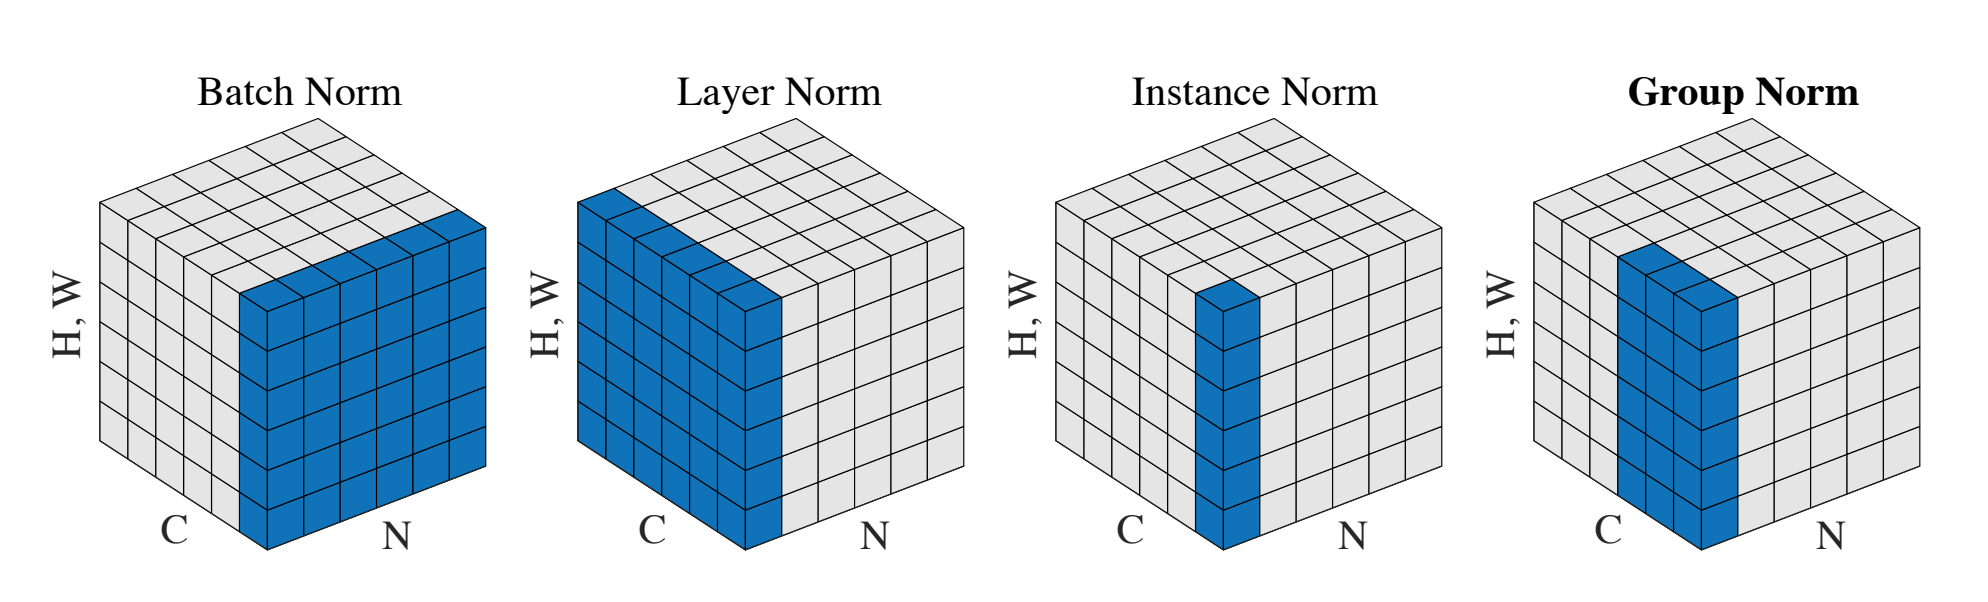 Batch Norm
Layer Norm
Instance Norm
Group Norm
H, W
C
N
H, W
C
N
H, W
C
N
H, W
C
N